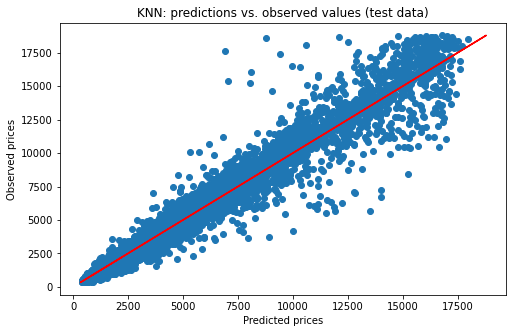 KNN: predictions vs. observed values (test data)
Observed prices
17500
15000
12500
10000
7500
5000
2500
0
0 2500 5000 7500 10000 12500 15000 17500
Predicted prices